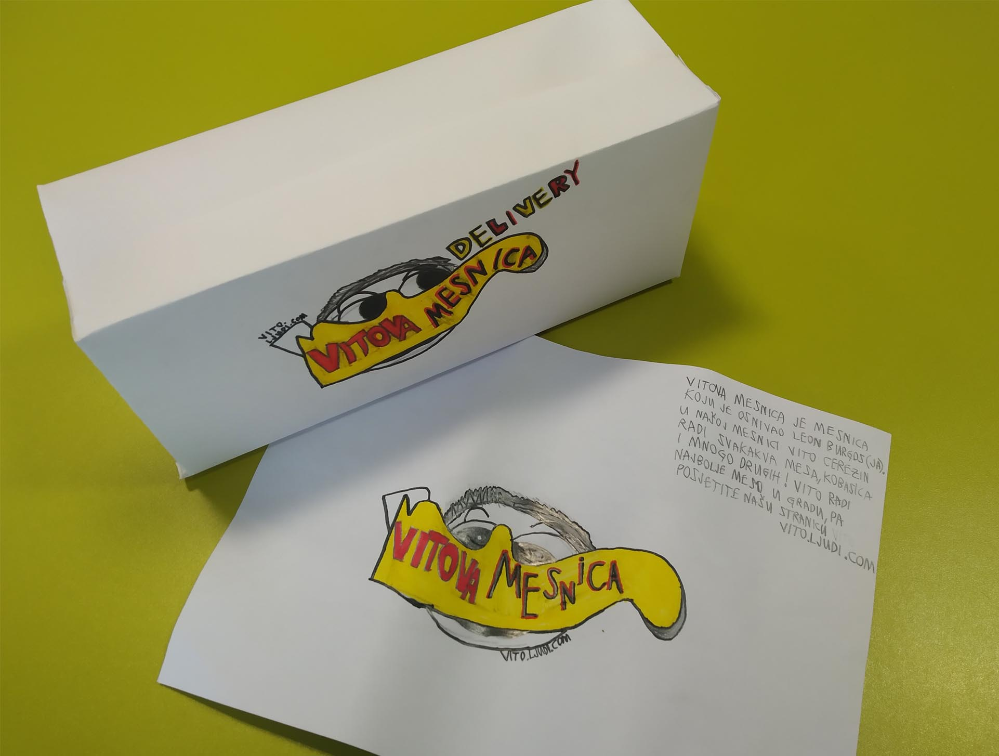 DELIVERY
VITOVA MESNICA
VITO.
LJUDI.COM
VITOVA MESNICA JE MESNICA
KOJU JE OSNIVAO LEON BURGOS(JA).
U NAŠOJ MESNICI VITO CEREZIN
RADI SVAKAKVA MESA, KOBASICA
I MNOGO DRUGIH! VITO RADI
NAJBOLJE MESO U GRADU, PA
POSJETITE NAŠU STRANICU
VITO.LJUDI.COM
VITOVA MESNICA
VITO.LJUDI.COM